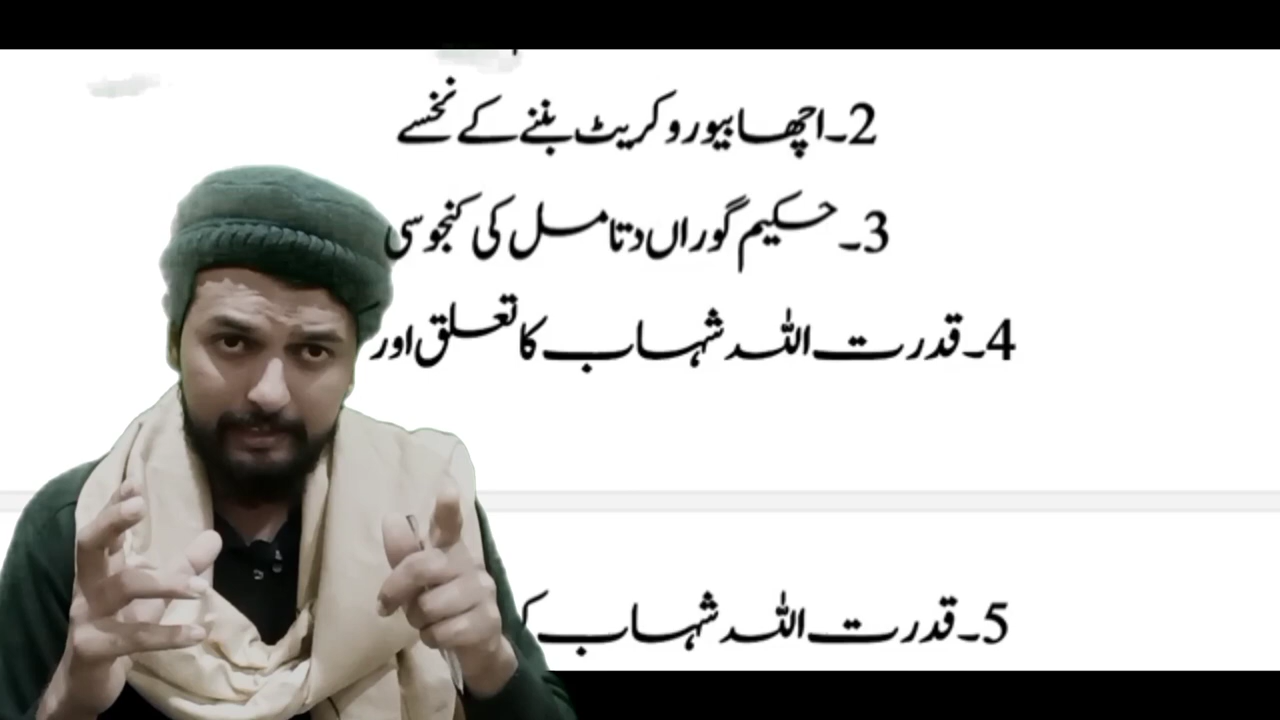 2۔اچھا بیوروکریٹ بننے کے نخسے
3۔ حکیم گوراں دتا مل کی کنجوسی
4۔قدرت اللہ شہاب کا تعلق اور
5۔قدرت اللہ شہاب